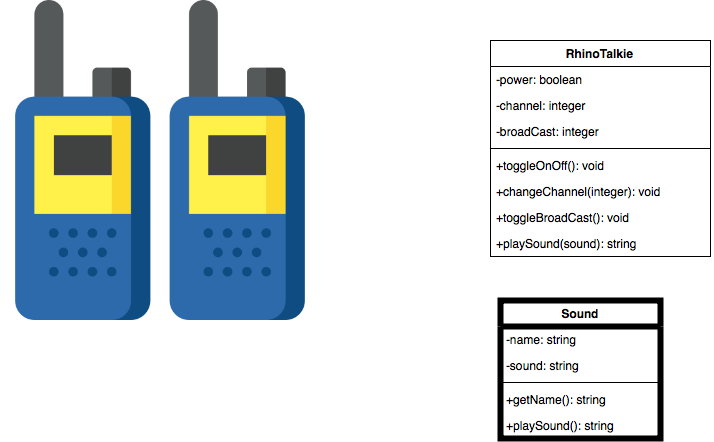 RhinoTalkie
-power: boolean
-channel: integer
-broadCast: integer
+toggleOnOff(): void
+changeChannel(integer): void
+toggleBroadCast(): void
+playSound(sound): string
Sound
-name: string
-sound: string
+getName(): string
+playSound(): string